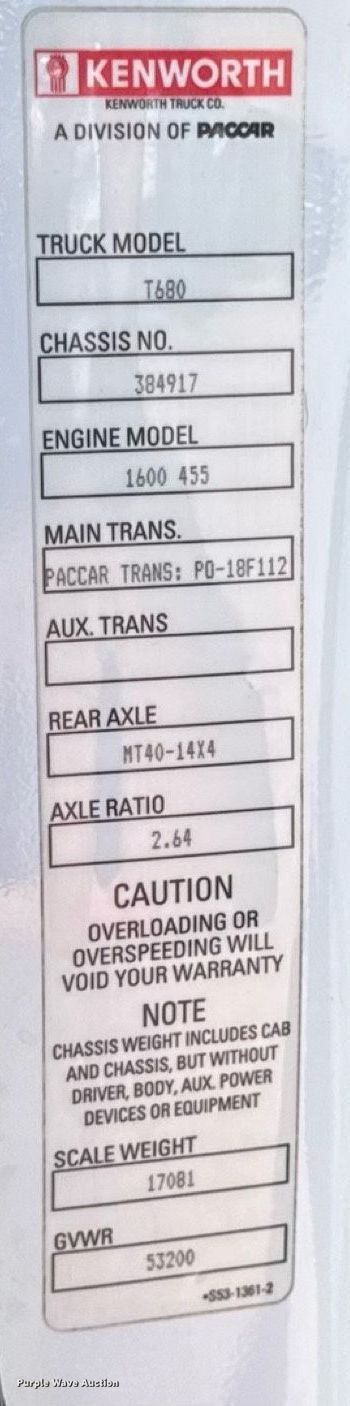 KENWORTH
KENWORTH TRUCK CO.
A DIVISION OF PACCAR
TRUCK MODEL
T680
CHASSIS NO.
384917
ENGINE MODEL
1600 455
MAIN TRANS.
PACCAR TRANS: PO-18F112
AUX. TRANS
REAR AXLE
MT40-14X4
AXLE RATIO
2.64
CAUTION
OVERLOADING OR
OVERSPEEDING WILL
VOID YOUR WARRANTY
NOTE
CHASSIS WEIGHT INCLUDES CAB
AND CHASSIS, BUT WITHOUT
DRIVER, BODY, AUX. POWER
DEVICES OR EQUIPMENT
SCALE WEIGHT
17081
GVWR
53200
•S53-1361-2
Purple Wave Auction